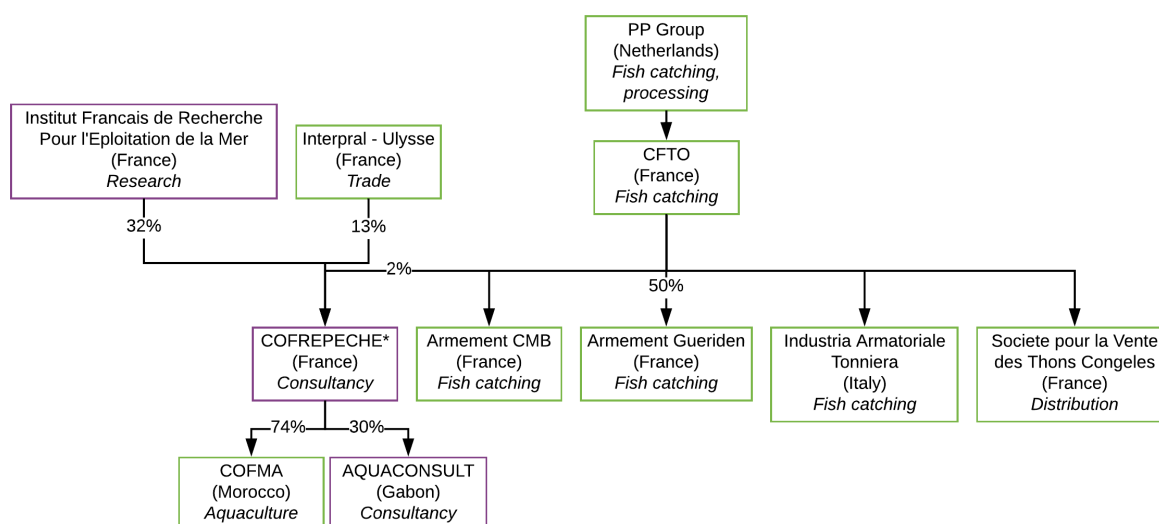 PP Group
(Netherlands)
Fish catching,
processing
Institut Francais de Recherche
Pour l'Eploitation de la Mer
(France)
Research
Interpral - Ulysse
(France)
Trade
CFTO
(France)
Fish catching
32%
13%
2%
50%
COFREPECHE*
(France)
Consultancy
Armement CMB
(France)
Fish catching
Armement Gueriden
(France)
Fish catching
Industria Armatoriale
Tonniera
(Italy)
Fish catching
Societe pour la Vente
des Thons Congeles
(France)
Distribution
74%
30%
COFMA
(Morocco)
Aquaculture
AQUACONSULT
(Gabon)
Consultancy